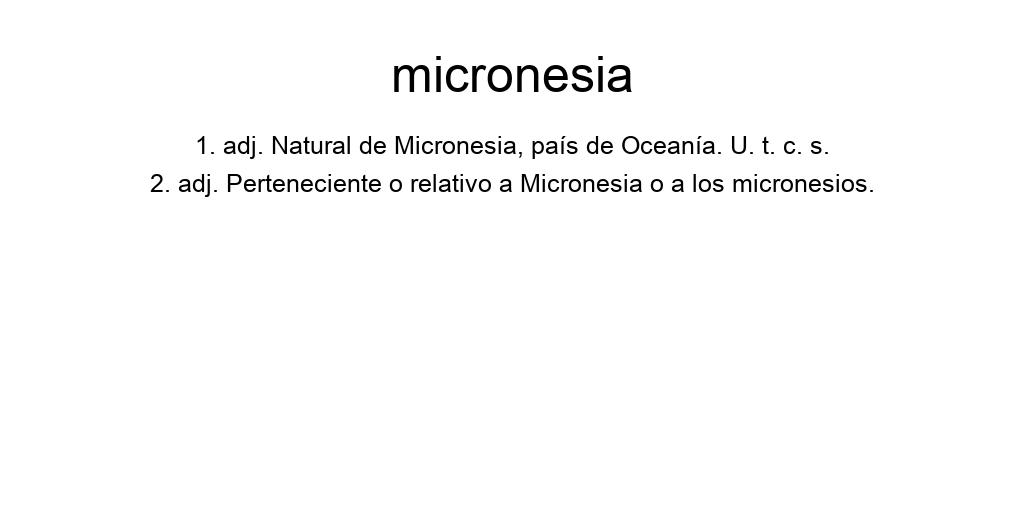 micronesia
1. adj. Natural de Micronesia, país de Oceanía. U. t. c. s.
2. adj. Perteneciente o relativo a Micronesia o a los micronesios.